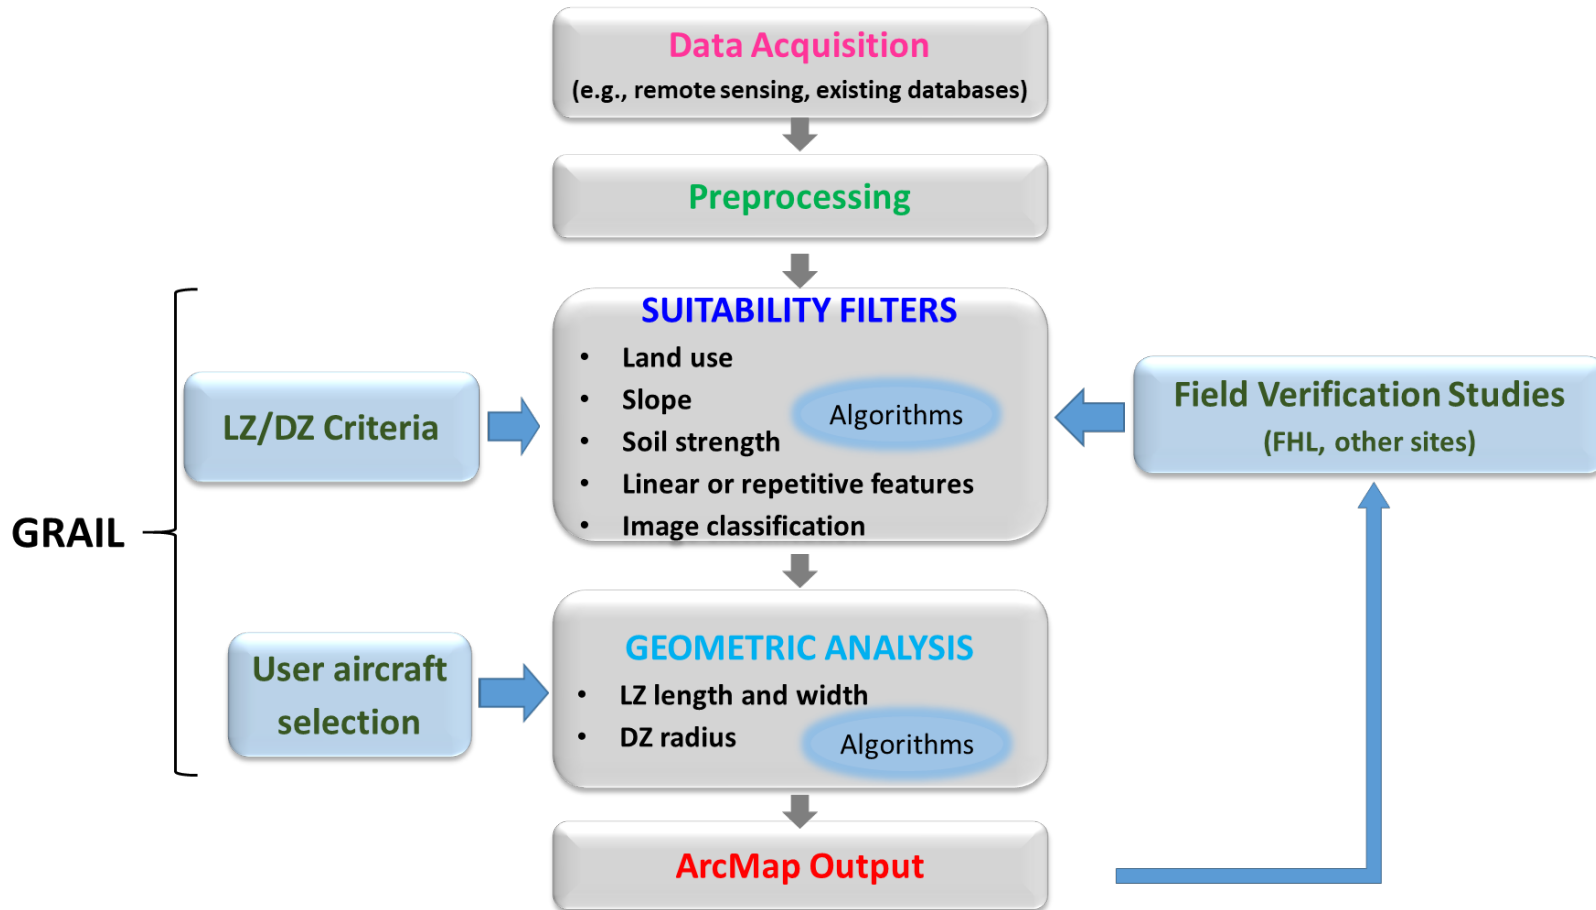 Data Acquisition
(e.g., remote sensing, existing databases)
Preprocessing
SUITABILITY FILTERS
• Land use
• Slope
• Soil strength
• Linear or repetitive features
• Image classification
Algorithms
LZ/DZ Criteria
Field Verification Studies
(FHL, other sites)
GRAIL
User aircraft
selection
GEOMETRIC ANALYSIS
• LZ length and width
• DZ radius
Algorithms
ArcMap Output